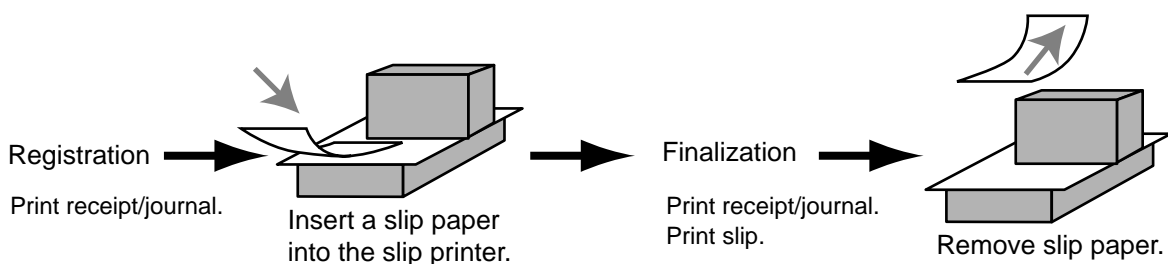 Registration
Print receipt/journal.
Insert a slip paper
into the slip printer.
Finalization
Print receipt/journal.
Print slip.
Remove slip paper.